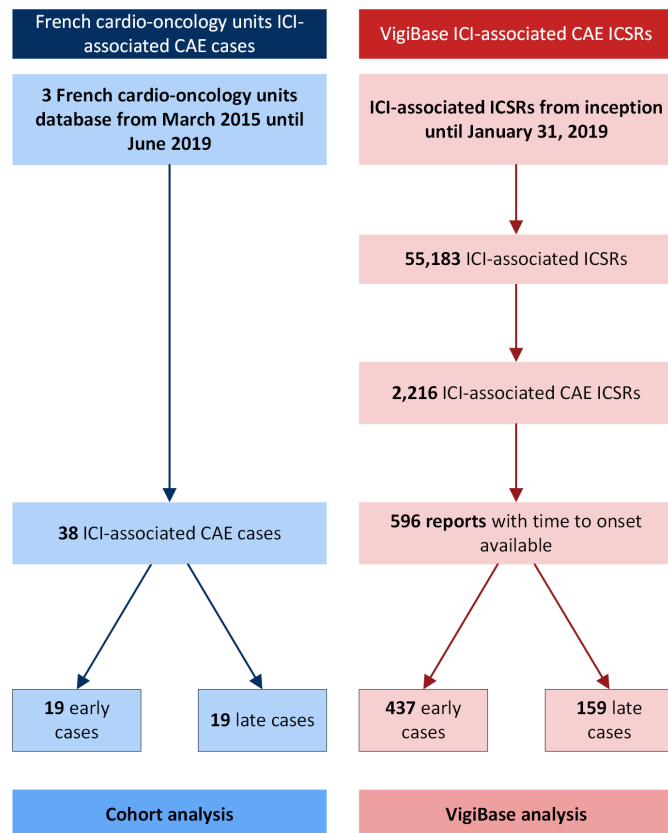 French cardio-oncology units ICI-
associated CAE cases
3 French cardio-oncology units
database from March 2015 until
June 2019
38 ICI-associated CAE cases
19 early
cases
19 late cases
Cohort analysis
VigiBase ICI-associated CAE ICSRs
ICI-associated ICSRs from inception
until January 31, 2019
55,183 ICI-associated ICSRs
2,216 ICI-associated CAE ICSRs
596 reports with time to onset
available
437 early
cases
159 late
cases
VigiBase analysis